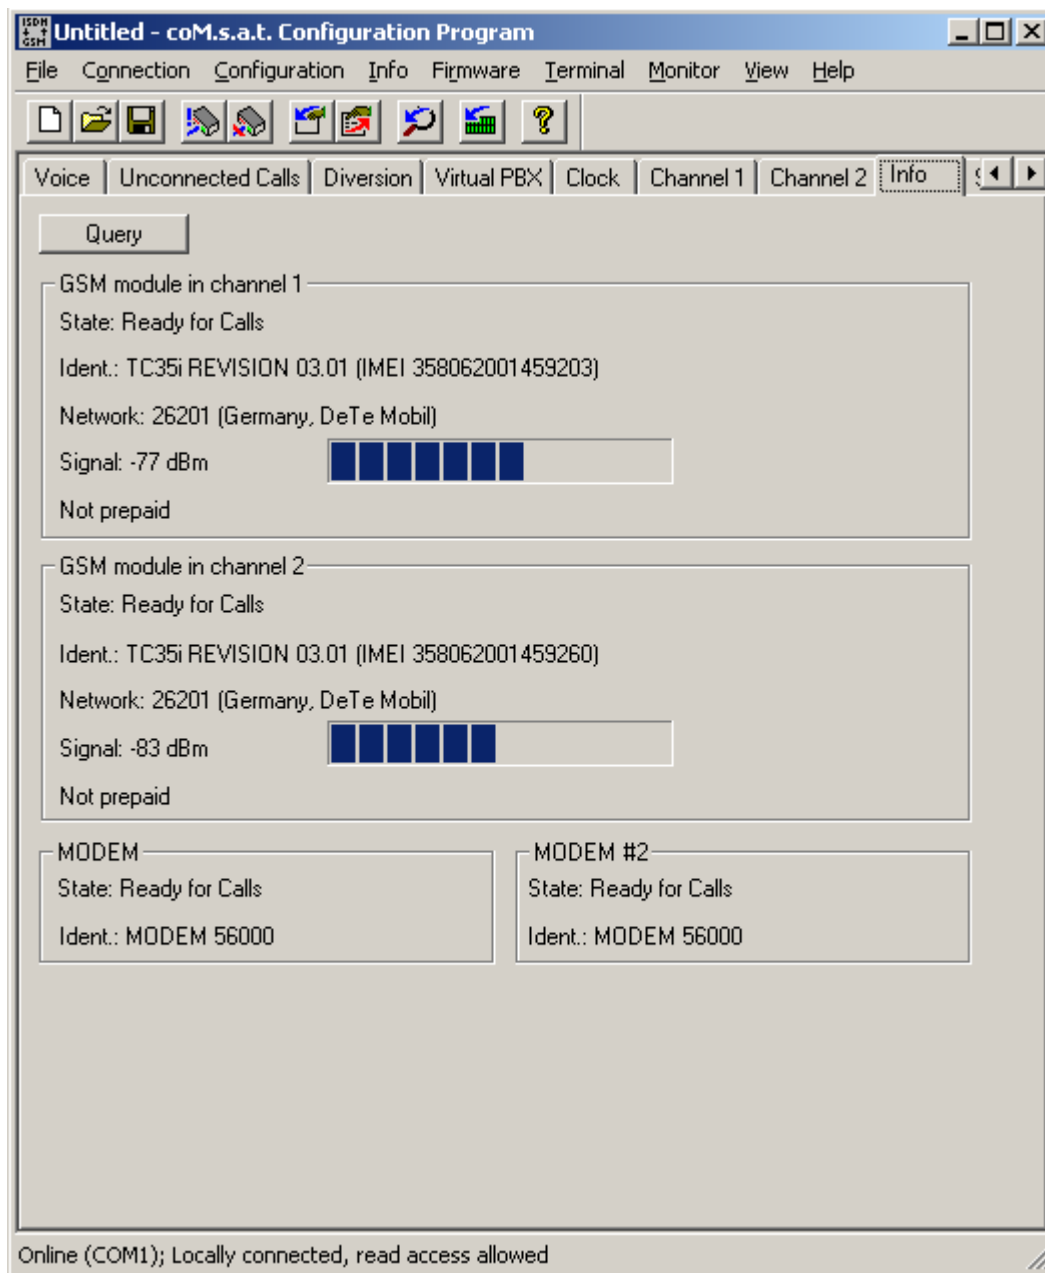 ISDN
GSM
Untitled - coM.s.a.t. Configuration Program
File Connection Configuration Info Firmware Terminal Monitor View Help
Voice Unconnected Calls Diversion Virtual PBX Clock Channel 1 Channel 2 Info
Query
GSM module in channel 1
State: Ready for Calls
Ident.: TC35i REVISION 03.01 (IMEI 358062001459203)
Network: 26201 (Germany, DeTe Mobil)
Signal: -77 dBm
Not prepaid
GSM module in channel 2
State: Ready for Calls
Ident.: TC35i REVISION 03.01 (IMEI 358062001459260)
Network: 26201 (Germany, DeTe Mobil)
Signal: -83 dBm
Not prepaid
MODEM
State: Ready for Calls
Ident.: MODEM 56000
MODEM #2
State: Ready for Calls
Ident.: MODEM 56000
Online (COM1); Locally connected, read access allowed